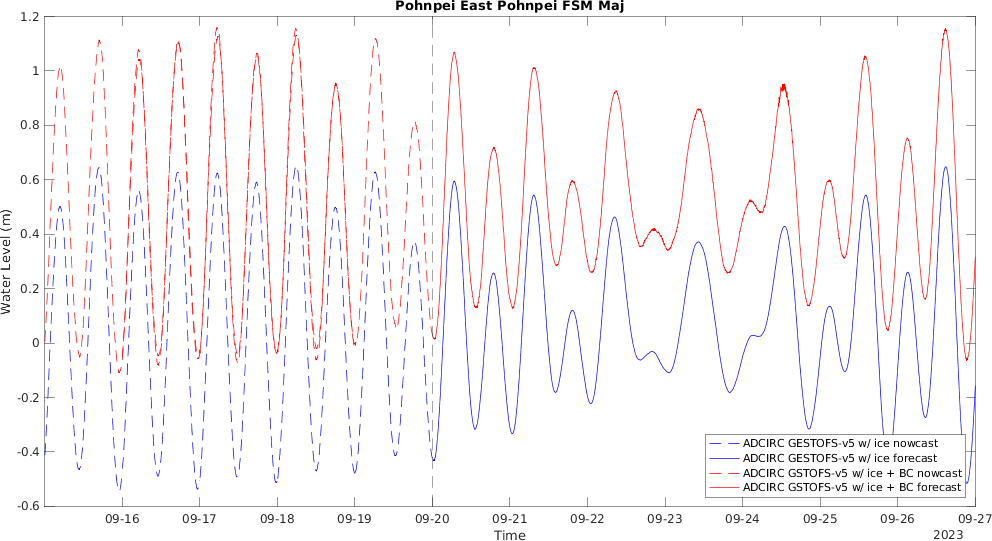 Pohnpei East Pohnpei FSM Maj
1.2
1
0.8
0.6
0.4
0.2
0
-0.2
-0.4
-0.6
Water Level (m)
09-16 09-17 09-18 09-19 09-20 09-21 09-22 09-23 09-24 09-25 09-26 09-27
Time
2023
ADCIRC GESTOFS-v5 w/ ice nowcast
ADCIRC GESTOFS-v5 w/ ice forecast
ADCIRC GSTOFS-v5 w/ ice + BC nowcast
ADCIRC GSTOFS-v5 w/ ice + BC forecast